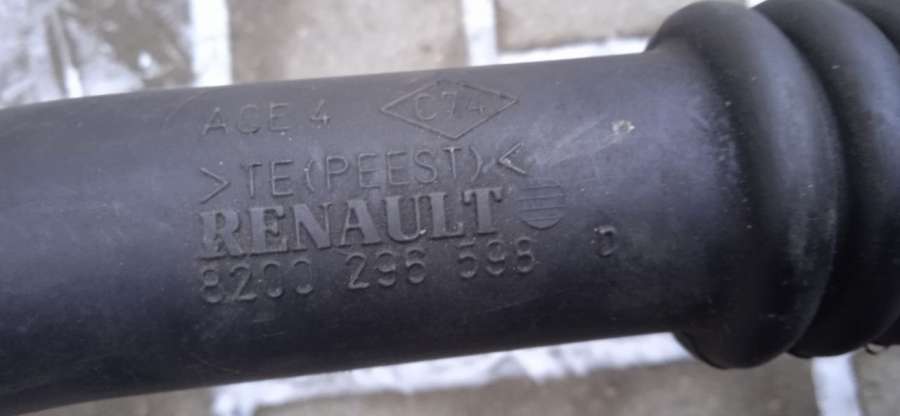 ACE 4 C74
>TE(PEEST)<
RENAULT
8200 296 598 D